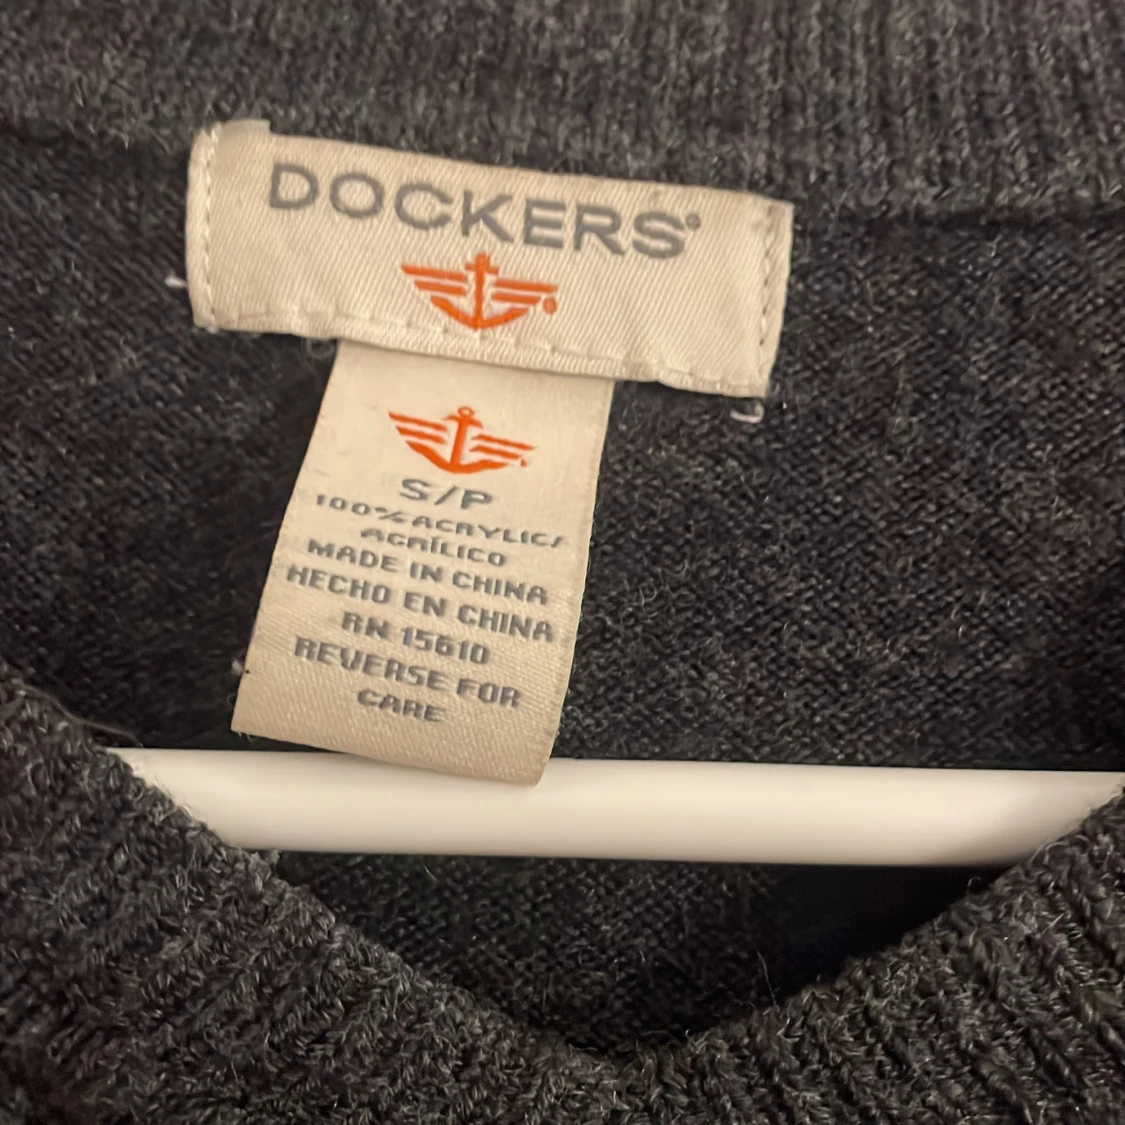 DOCKERS®
S/P
100% ACRYLIC/
ACRÍLICO
MADE IN CHINA
HECHO EN CHINA
RN 15610
REVERSE FOR
CARE